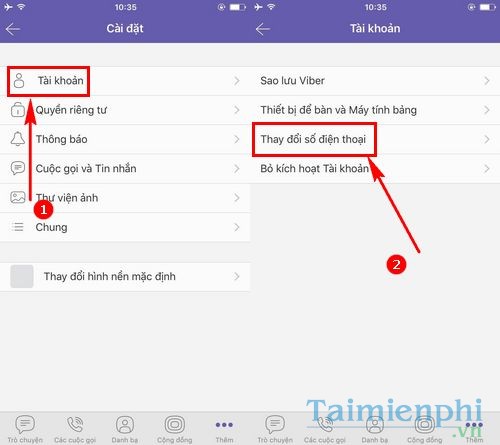 10:35
Cài đặt
Tài khoản
Quyền riêng tư
Thông báo
Cuộc gọi và Tin nhắn
Thư viện ảnh
Chung
Thay đổi hình nền mặc định
Trò chuyện
Các cuộc gọi
Danh bạ
Cộng đồng
Thêm
1
10:35
Tài khoản
Sao lưu Viber
Thiết bị để bàn và Máy tính bảng
Thay đổi số điện thoại
Bỏ kích hoạt Tài khoản
2
Trò chuyện
Các cuộc gọi
Danh bạ
Cộng đồng
Thêm
Taimienphi
.vn